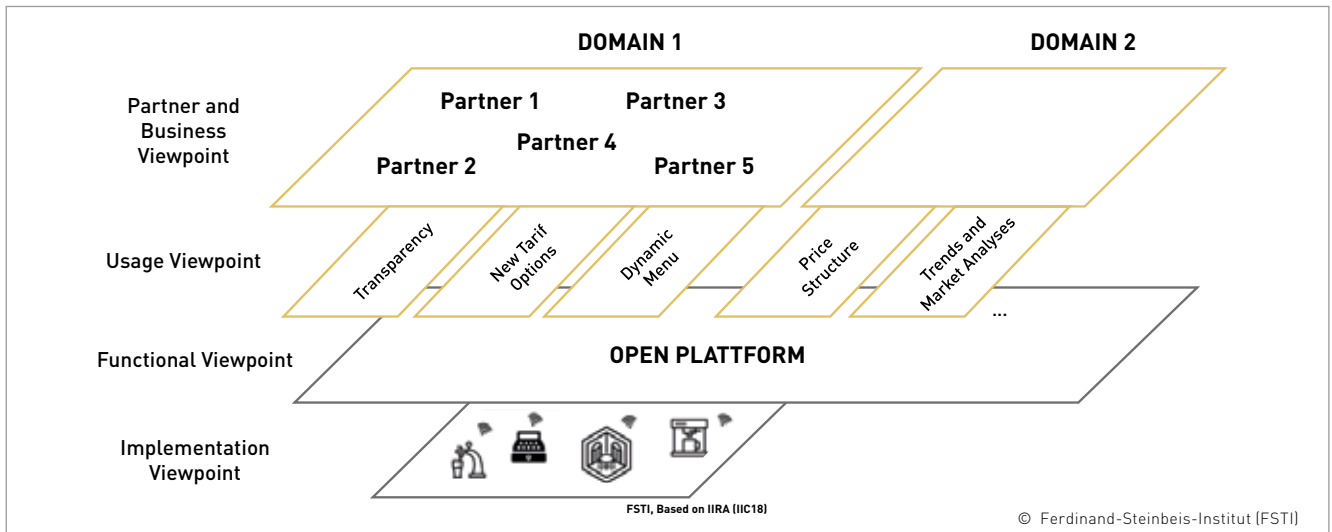 DOMAIN 1
DOMAIN 2
Partner and
Business
Viewpoint
Partner 1
Partner 3
Partner 4
Partner 2
Partner 5
Usage Viewpoint
Transparency
New Tarif
Options
Dynamic
Menu
Price
Structure
Trends and
Market Analyses
...
Functional Viewpoint
OPEN PLATTFORM
Implementation
Viewpoint
FSTI, Based on IIRA (IIC18)
© Ferdinand-Steinbeis-Institut (FSTI)